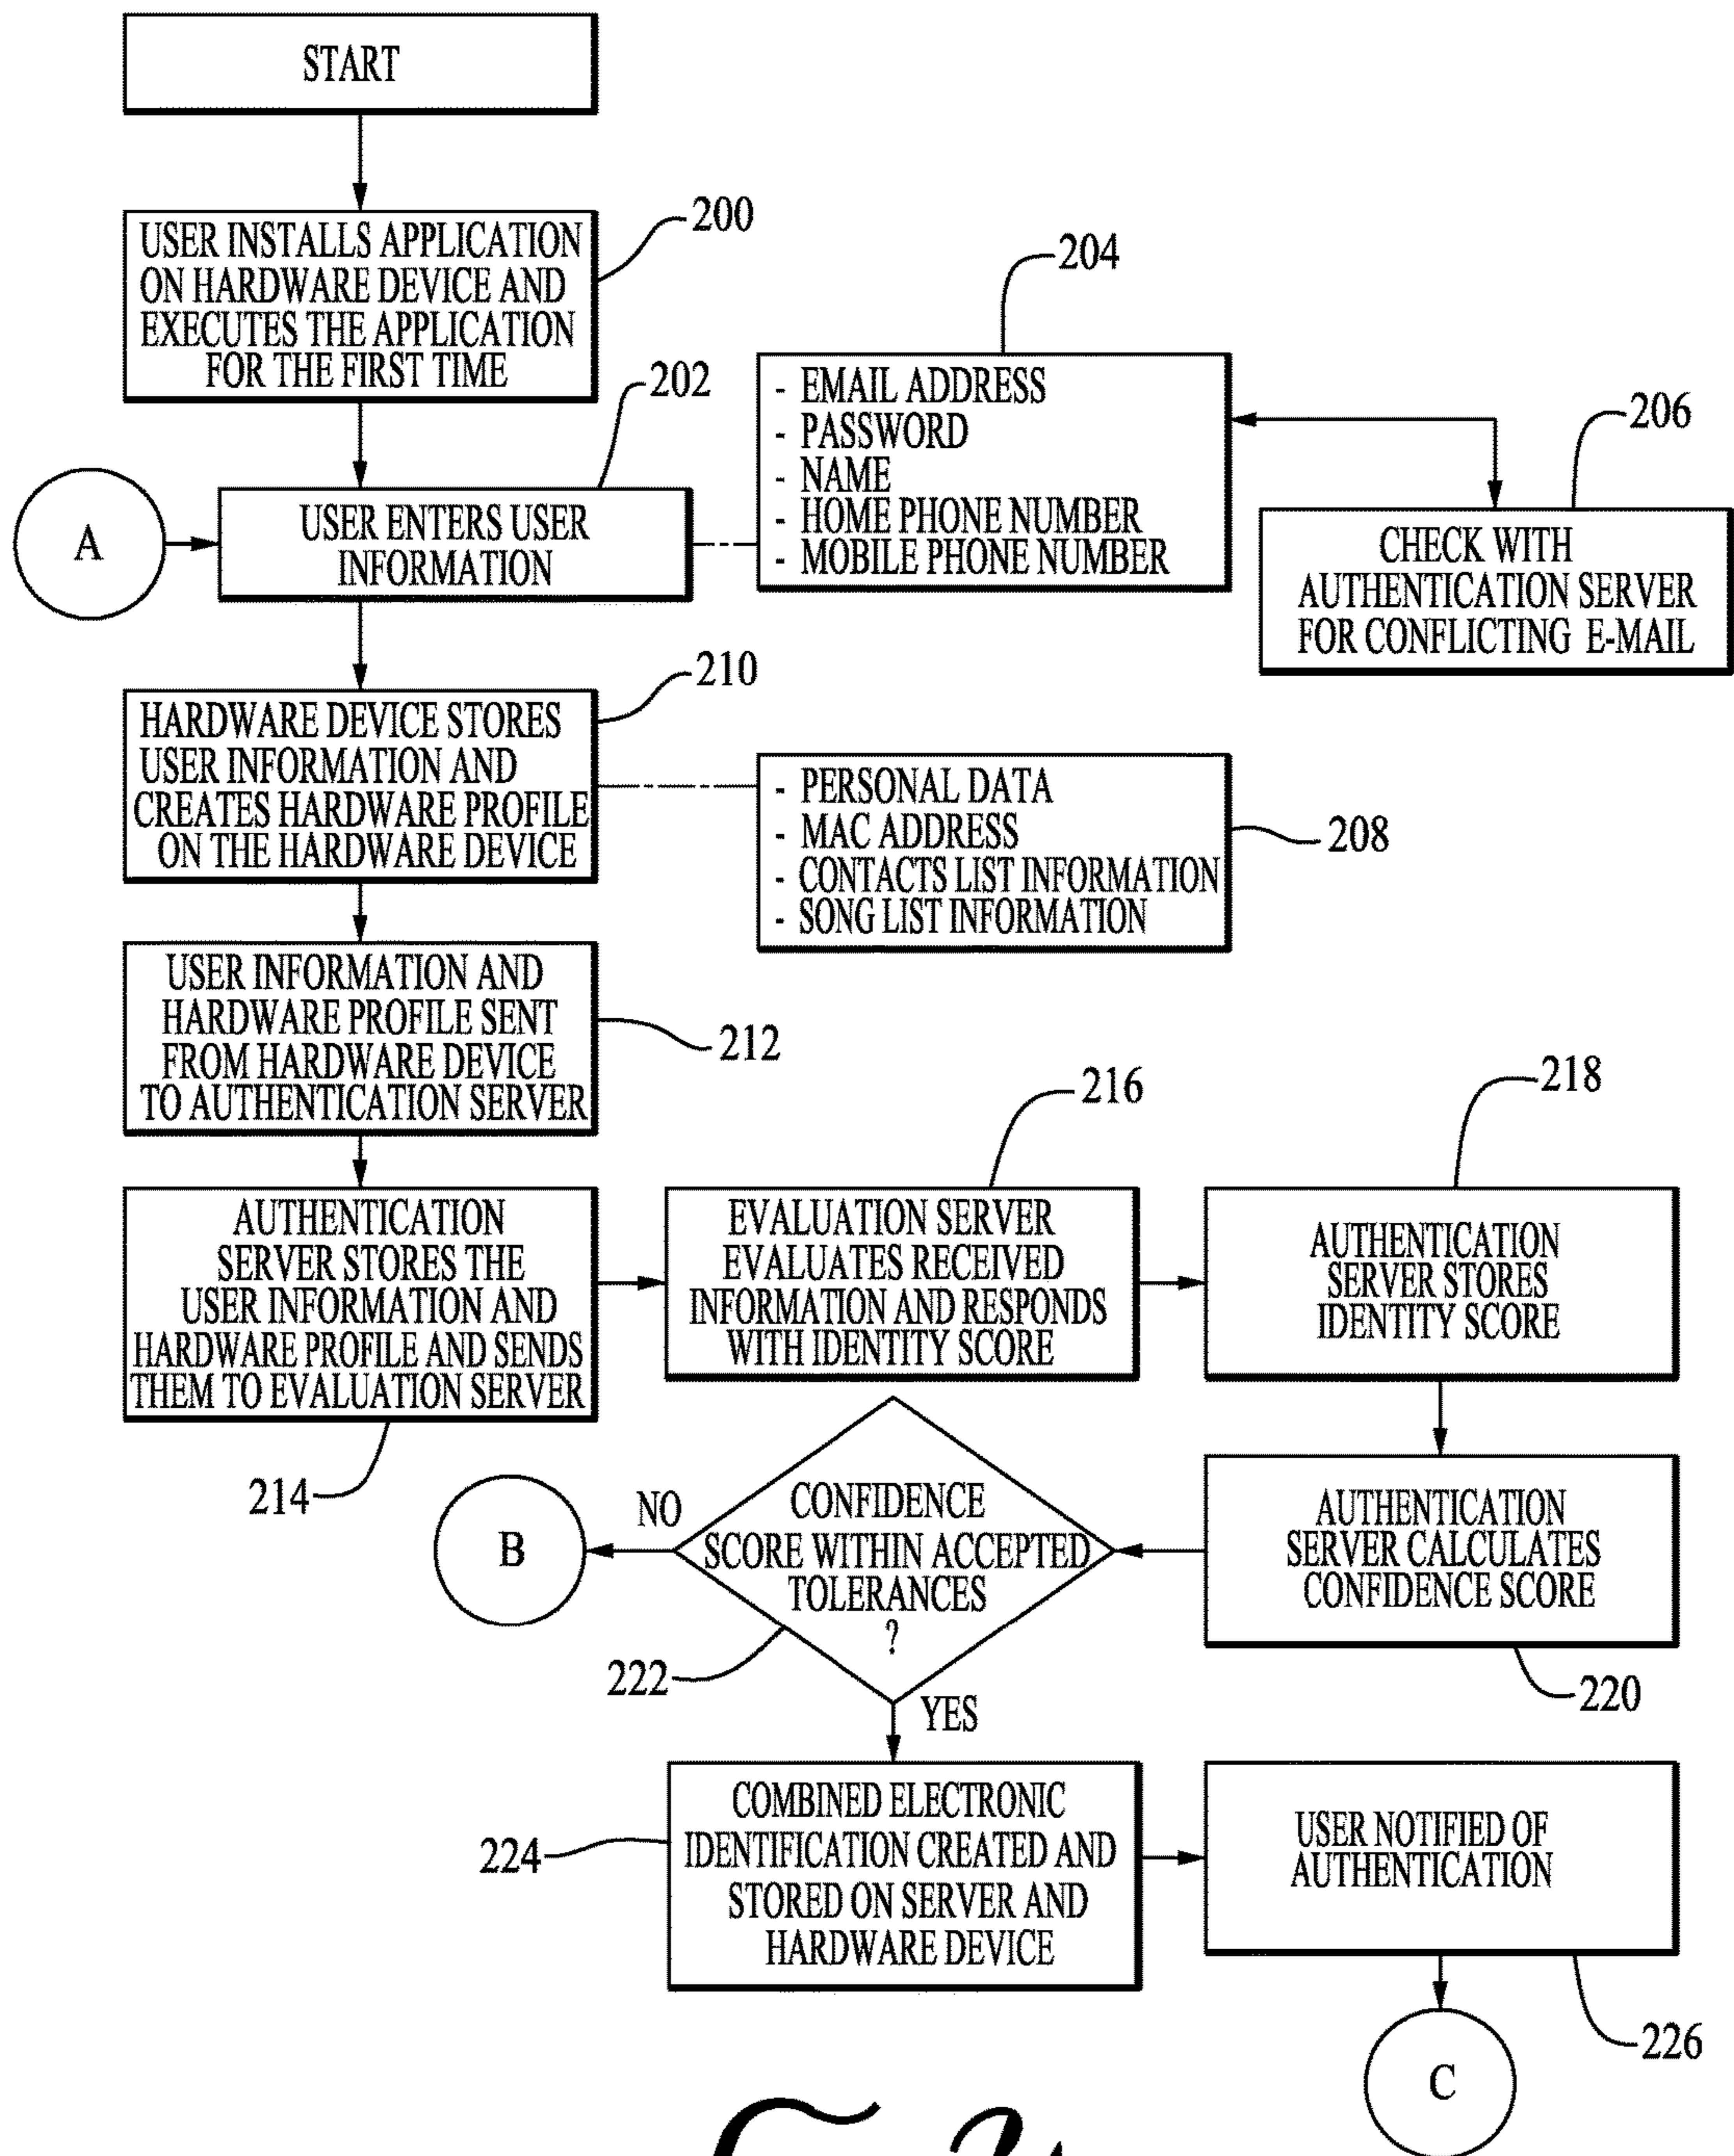 START
USER INSTALLS APPLICATION
ON HARDWARE DEVICE AND
EXECUTES THE APPLICATION
FOR THE FIRST TIME
200
202
204
- EMAIL ADDRESS
- PASSWORD
- NAME
- HOME PHONE NUMBER
- MOBILE PHONE NUMBER
206
CHECK WITH
AUTHENTICATION SERVER
FOR CONFLICTING E-MAIL
A
USER ENTERS USER
INFORMATION
210
HARDWARE DEVICE STORES
USER INFORMATION AND
CREATES HARDWARE PROFILE
ON THE HARDWARE DEVICE
- PERSONAL DATA
- MAC ADDRESS
- CONTACTS LIST INFORMATION
- SONG LIST INFORMATION
208
USER INFORMATION AND
HARDWARE PROFILE SENT
FROM HARDWARE DEVICE
TO AUTHENTICATION SERVER
212
216
218
AUTHENTICATION
SERVER STORES THE
USER INFORMATION AND
HARDWARE PROFILE AND SENDS
THEM TO EVALUATION SERVER
214
EVALUATION SERVER
EVALUATES RECEIVED
INFORMATION AND RESPONDS
WITH IDENTITY SCORE
AUTHENTICATION
SERVER STORES
IDENTITY SCORE
B
NO
CONFIDENCE
SCORE WITHIN ACCEPTED
TOLERANCES
?
222
YES
AUTHENTICATION
SERVER CALCULATES
CONFIDENCE SCORE
220
224
COMBINED ELECTRONIC
IDENTIFICATION CREATED AND
STORED ON SERVER AND
HARDWARE DEVICE
USER NOTIFIED OF
AUTHENTICATION
226
C